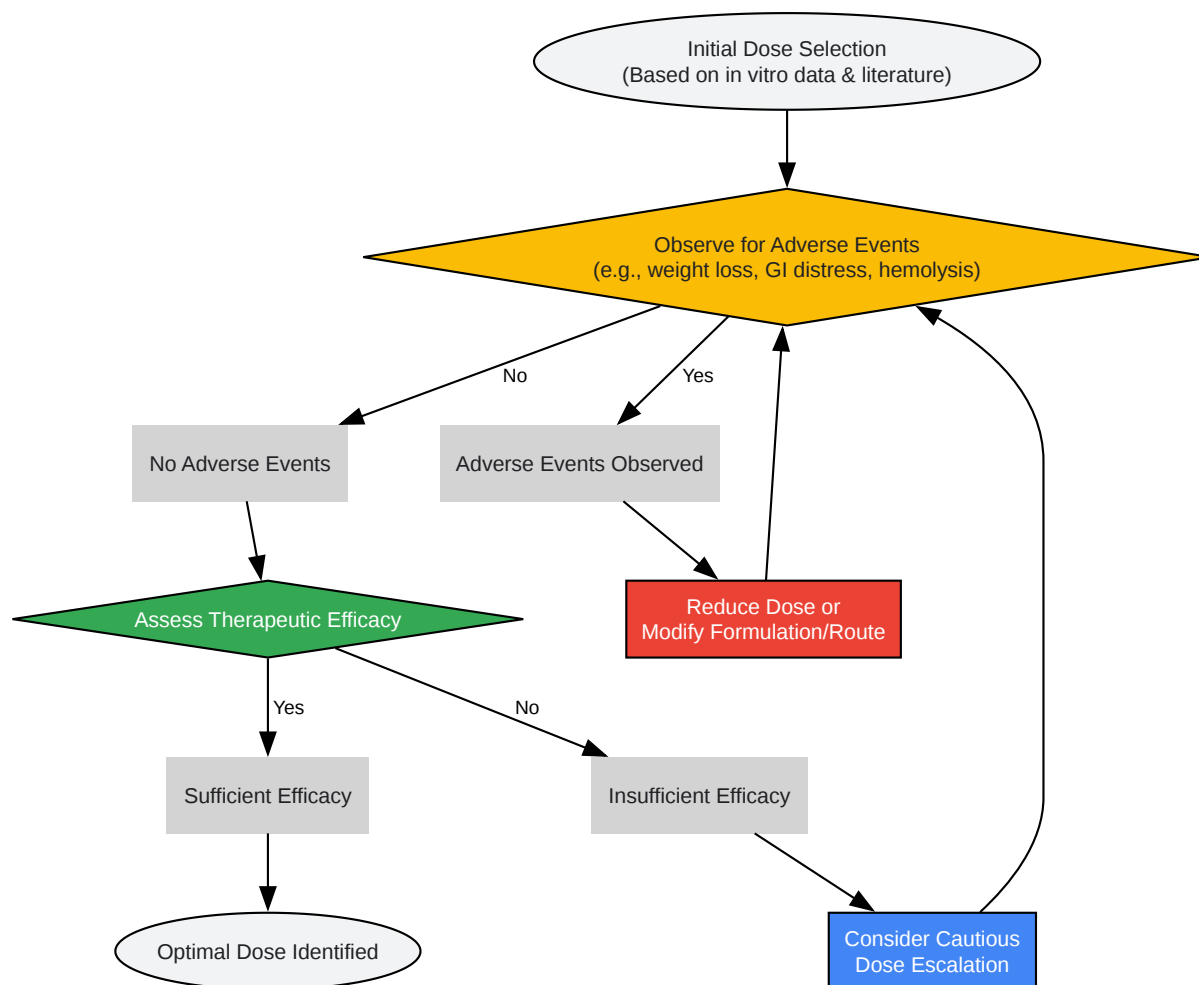 Initial Dose Selection
(Based on in vitro data & literature)
Observe for Adverse Events
(e.g., weight loss, GI distress, hemolysis)
No
Yes
No Adverse Events
Adverse Events Observed
Assess Therapeutic Efficacy
Reduce Dose or
Modify Formulation/Route
Yes
No
Sufficient Efficacy
Insufficient Efficacy
Optimal Dose Identified
Consider Cautious
Dose Escalation